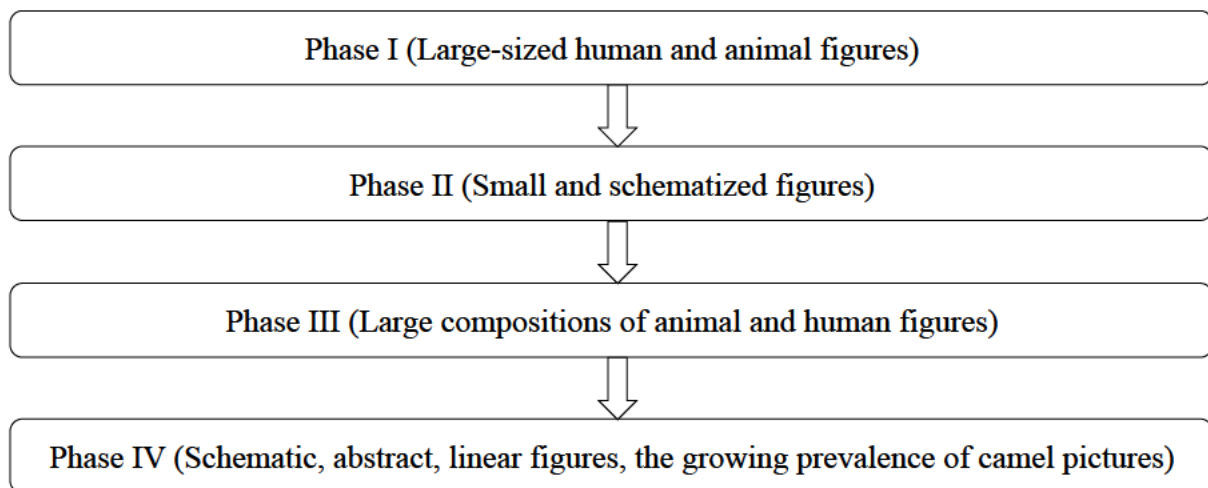 Phase I (Large-sized human and animal figures)
Phase II (Small and schematized figures)
Phase III (Large compositions of animal and human figures)
Phase IV (Schematic, abstract, linear figures, the growing prevalence of camel pictures)